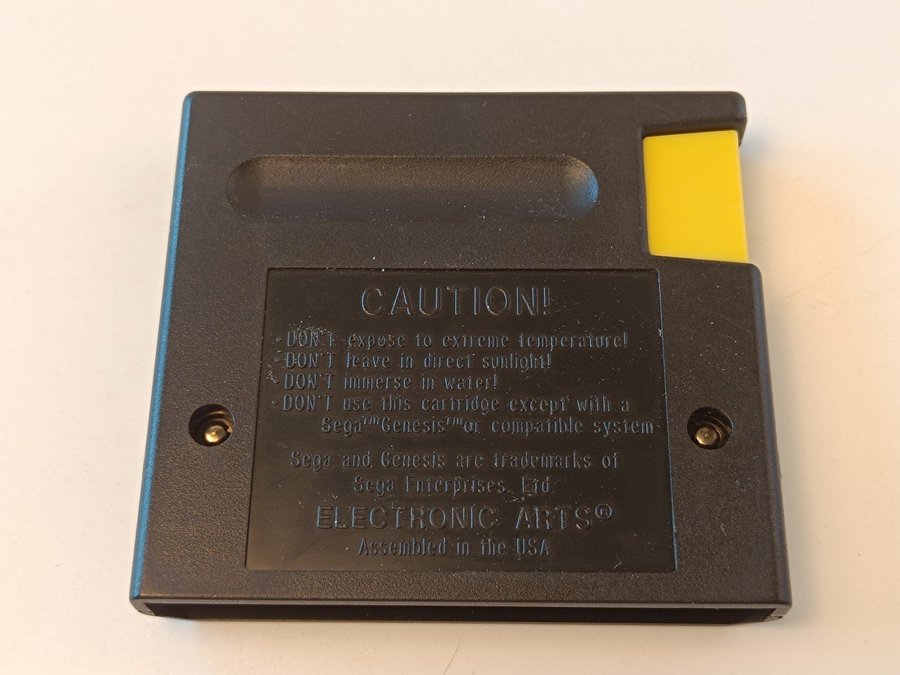 CAUTION!
· DON'T expose to extreme temperature!
· DON'T leave in direct sunlight!
· DON'T immerse in water!
· DON'T use this cartridge except with a
Sega™ Genesis™ or compatible system
Sega and Genesis are trademarks of
Sega Enterprises, Ltd.
ELECTRONIC ARTS®
Assembled in the USA